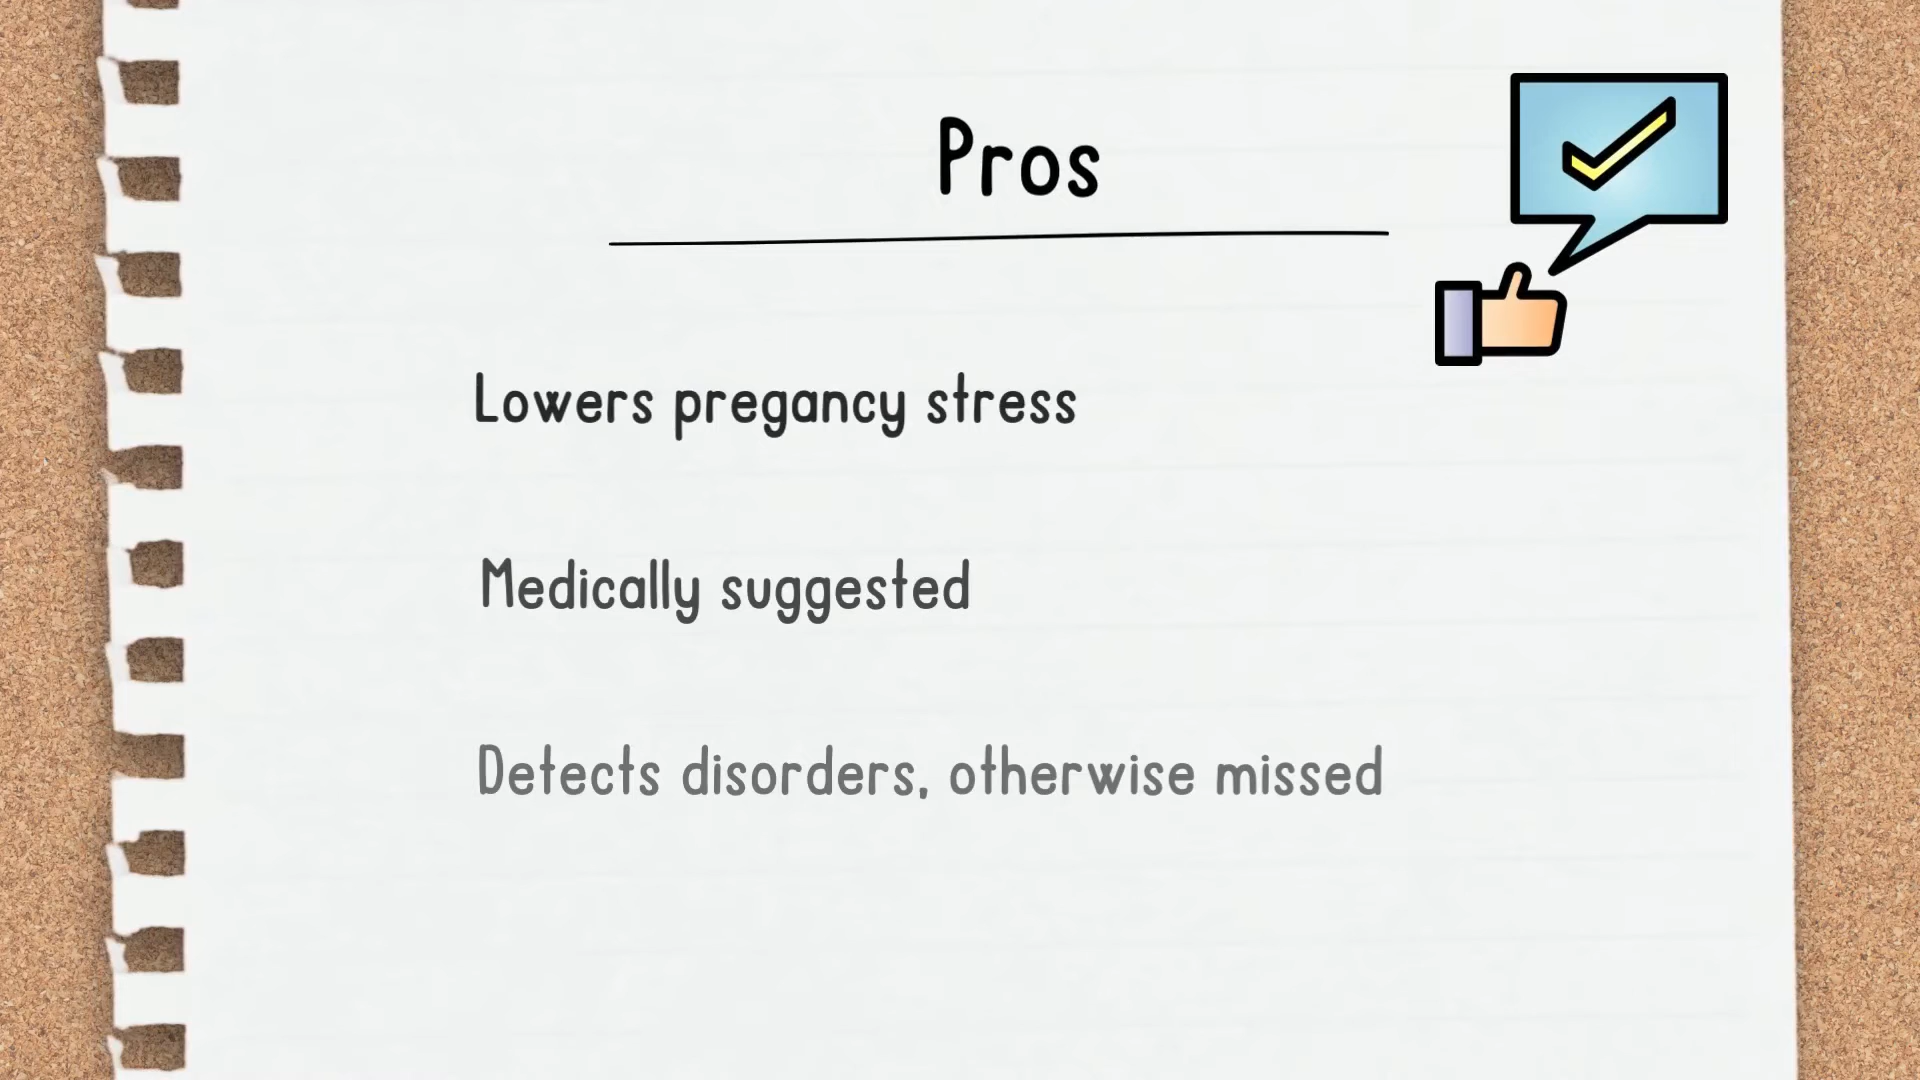 Pros
Lowers pregancy stress
Medically suggested
Detects disorders, otherwise missed